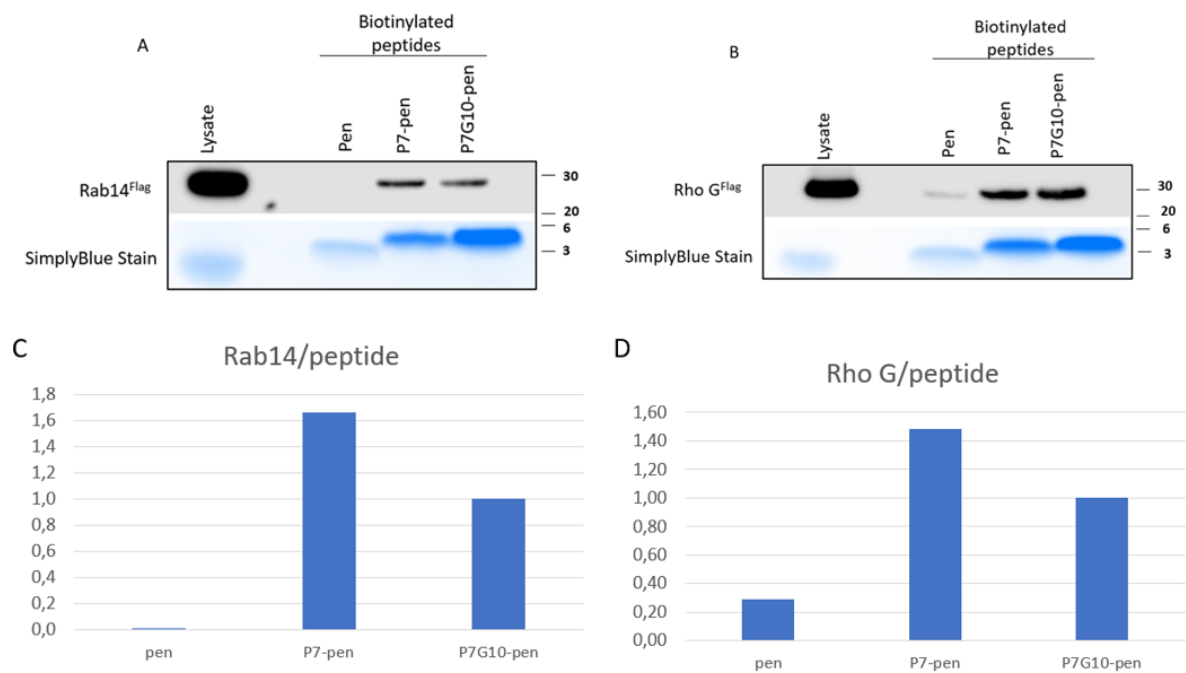 A
Biotinylated
peptides
Lysate
Pen
P7-pen
P7G10-pen
Rab14Flag
30
20
SimplyBlue Stain
6
3
B
Biotinylated
peptides
Lysate
Pen
P7-pen
P7G10-pen
Rho GFlag
30
20
SimplyBlue Stain
6
3
C
Rab14/peptide
1,8
1,6
1,4
1,2
1,0
0,8
0,6
0,4
0,2
0,0
pen P7-pen P7G10-pen
D
Rho G/peptide
1,60
1,40
1,20
1,00
0,80
0,60
0,40
0,20
0,00
pen P7-pen P7G10-pen